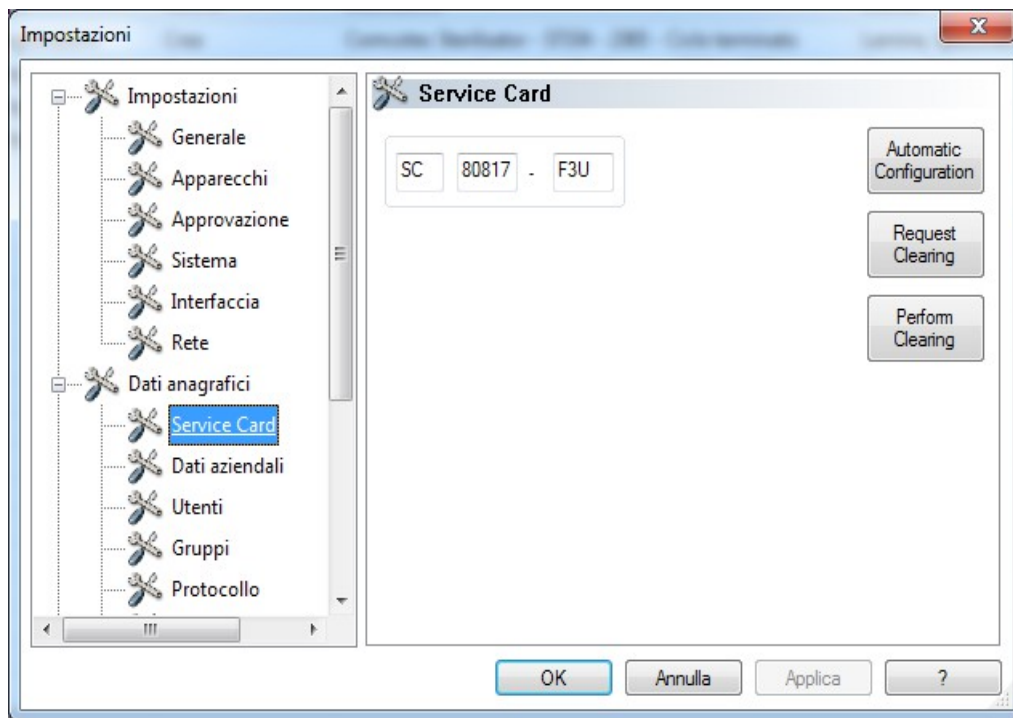 Impostazioni
Impostazioni
Generale
Apparecchi
Approvazione
Sistema
Interfaccia
Rete
Dati anagrafici
Service Card
Dati aziendali
Utenti
Gruppi
Protocollo
Service Card
SC 80817 - F3U
Automatic
Configuration
Request
Clearing
Perform
Clearing
OK Annulla Applica ?